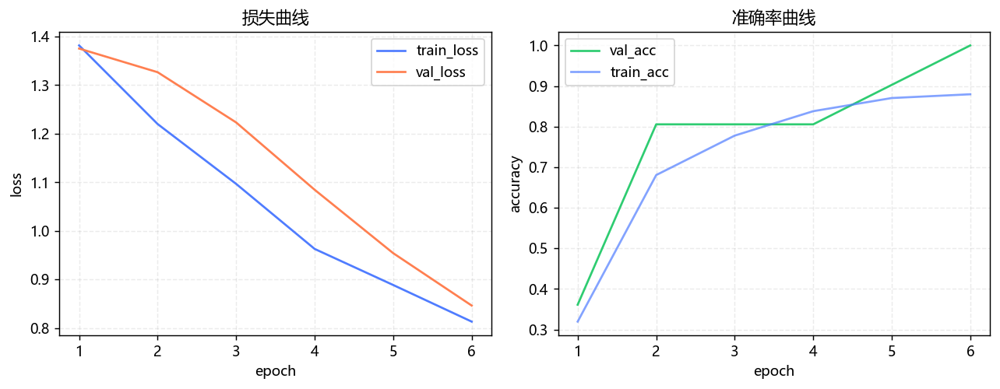 损失曲线
1.4
1.3
1.2
1.1
1.0
0.9
0.8
loss
1 2 3 4 5 6
epoch
train_loss
val_loss
准确率曲线
1.0
0.9
0.8
0.7
0.6
0.5
0.4
0.3
accuracy
1 2 3 4 5 6
epoch
val_acc
train_acc